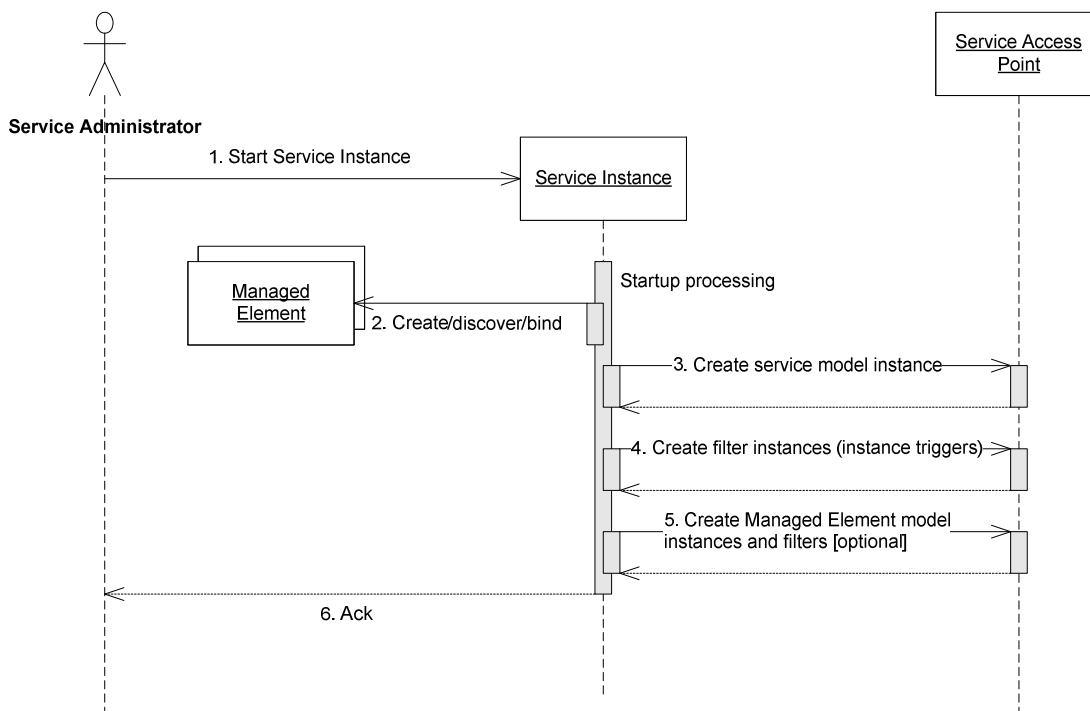 Service Access
Point
Service Administrator
1. Start Service Instance
Service Instance
Startup processing
Managed
Element
2. Create/discover/bind
3. Create service model instance
4. Create filter instances (instance triggers)
5. Create Managed Element model
instances and filters [optional]
6. Ack